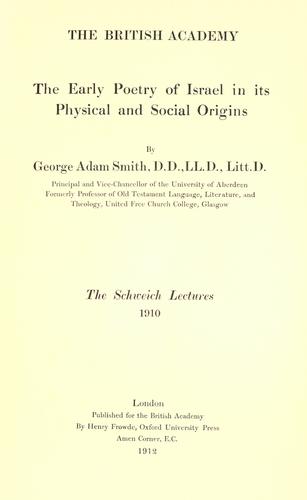 THE BRITISH ACADEMY
The Early Poetry of Israel in its
Physical and Social Origins
By
George Adam Smith, D.D.,LL.D., Litt.D.
Principal and Vice-Chancellor of the University of Aberdeen
Formerly Professor of Old Testament Language, Literature, and
Theology, United Free Church College, Glasgow
The Schweich Lectures
1910
London
Published for the British Academy
By Henry Frowde, Oxford University Press
Amen Corner, E.C.
1912